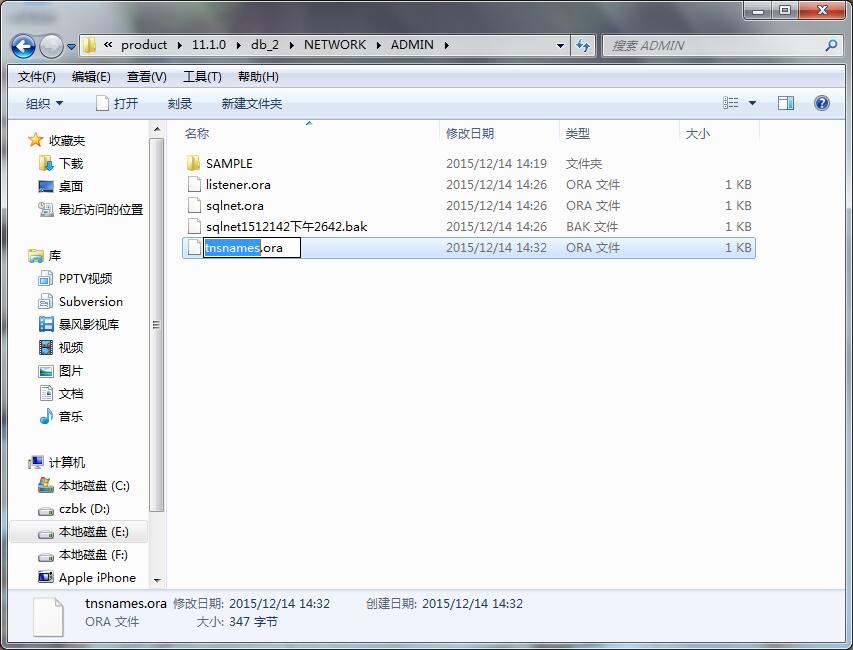 « product ▸ 11.1.0 ▸ db_2 ▸ NETWORK ▸ ADMIN ▸
搜索 ADMIN
文件(F) 编辑(E) 查看(V) 工具(T) 帮助(H)
组织 打开 刻录 新建文件夹
名称 修改日期 类型 大小
收藏夹
下载
桌面
最近访问的位置
库
PPTV视频
Subversion
暴风影视库
视频
图片
文档
音乐
计算机
本地磁盘 (C:)
czbk (D:)
本地磁盘 (E:)
本地磁盘 (F:)
Apple iPhone
SAMPLE 2015/12/14 14:19 文件夹
listener.ora 2015/12/14 14:26 ORA 文件 1 KB
sqlnet.ora 2015/12/14 14:26 ORA 文件 1 KB
sqlnet1512142下午2642.bak 2015/12/14 14:26 BAK 文件 1 KB
tnsnames.ora 2015/12/14 14:32 ORA 文件 1 KB
tnsnames.ora 修改日期: 2015/12/14 14:32 创建日期: 2015/12/14 14:32
ORA 文件 大小: 347 字节